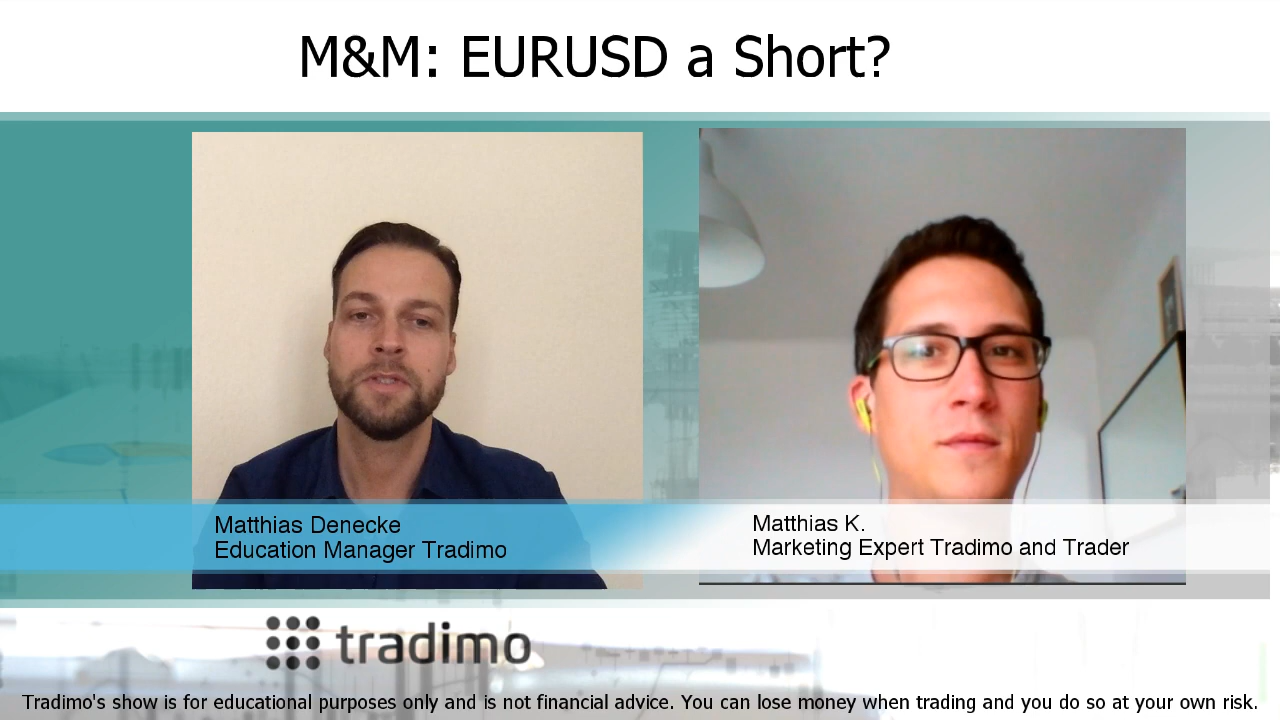 M&M: EURUSD a Short?
Matthias Denecke
Education Manager Tradimo
Matthias K.
Marketing Expert Tradimo and Trader
tradimo
Tradimo's show is for educational purposes only and is not financial advice. You can lose money when trading and you do so at your own risk.